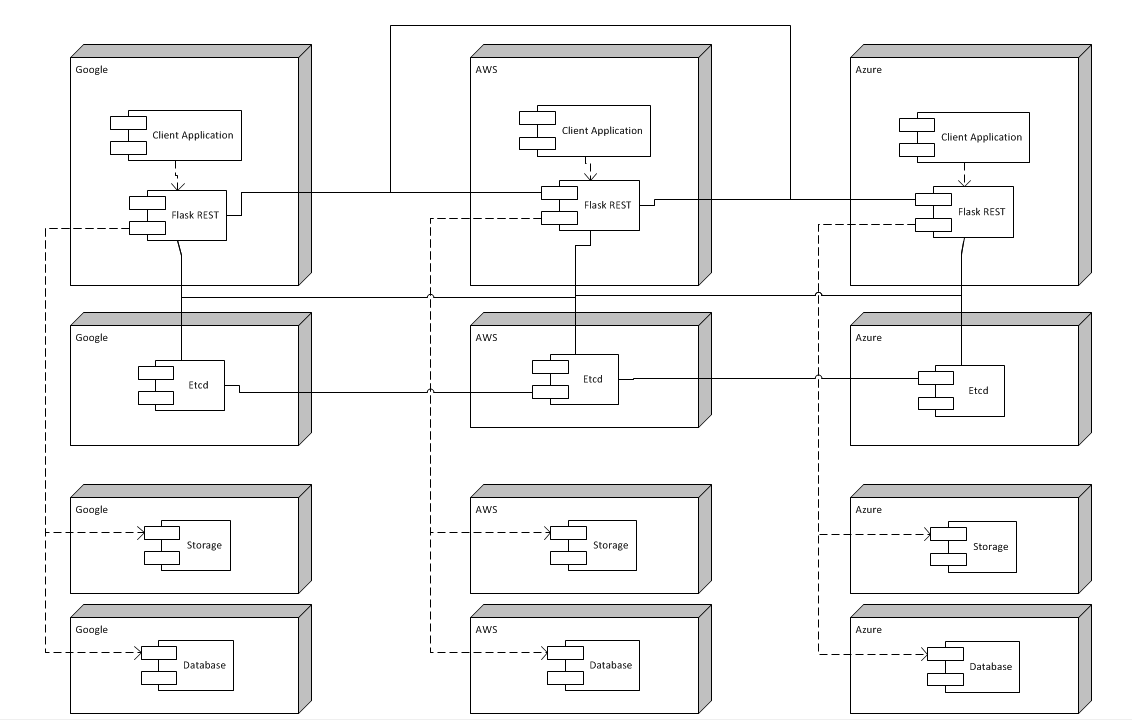 Google
AWS
Azure
Client Application
Client Application
Client Application
Flask REST
Flask REST
Flask REST
Google
AWS
Azure
Etcd
Etcd
Etcd
Google
AWS
Azure
Storage
Storage
Storage
Google
AWS
Azure
Database
Database
Database